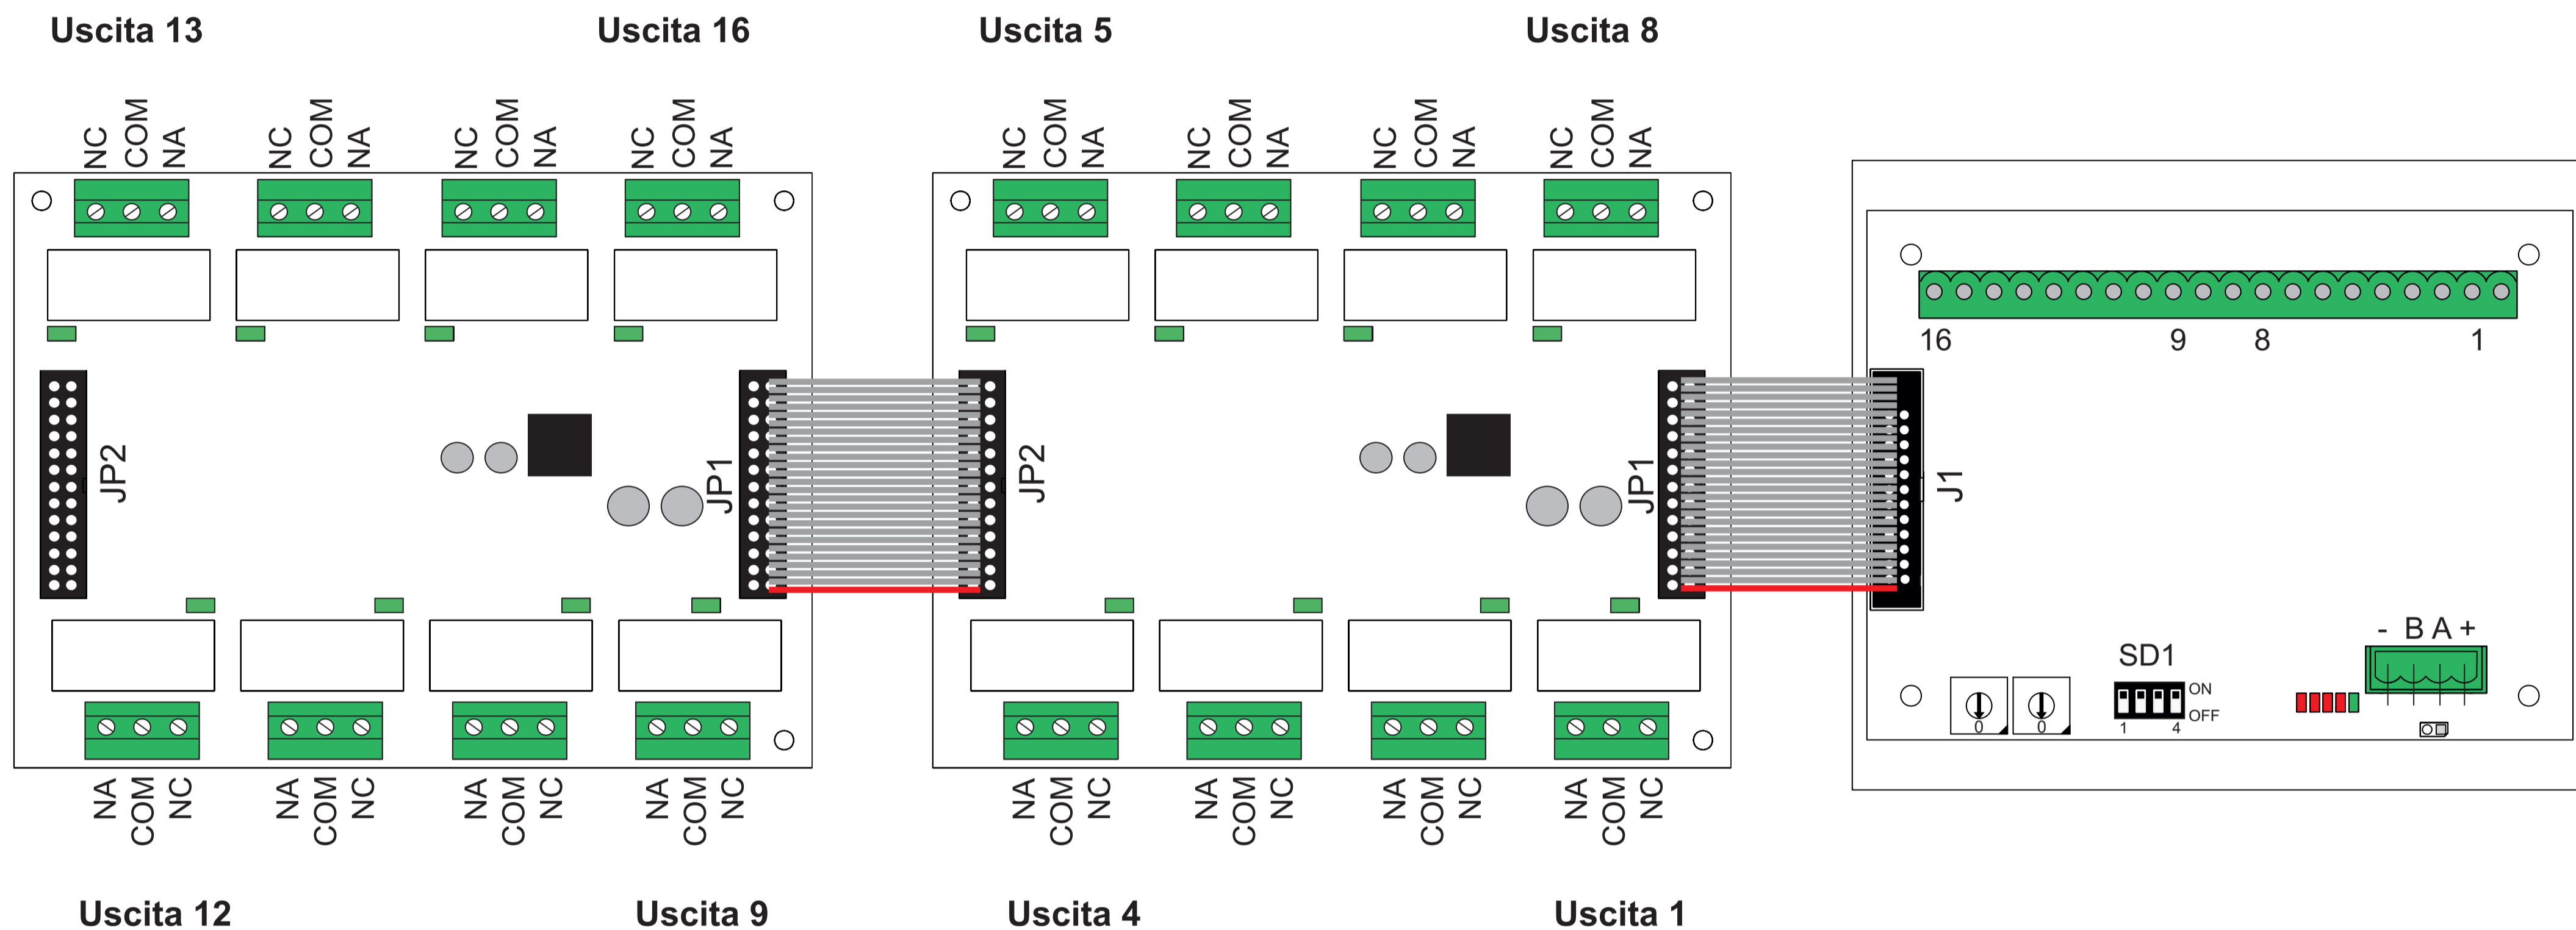 Uscita 13 Uscita 16 Uscita 5 Uscita 8
NC COM NA NC COM NA NC COM NA NC COM NA NC COM NA NC COM NA NC COM NA NC COM NA
16 9 8 1
JP2 JP1 JP2 JP1 J1
- B A +
SD1
ON
OFF
0 0 1 4
NA COM NC NA COM NC NA COM NC NA COM NC NA COM NC NA COM NC NA COM NC NA COM NC
Uscita 12 Uscita 9 Uscita 4 Uscita 1